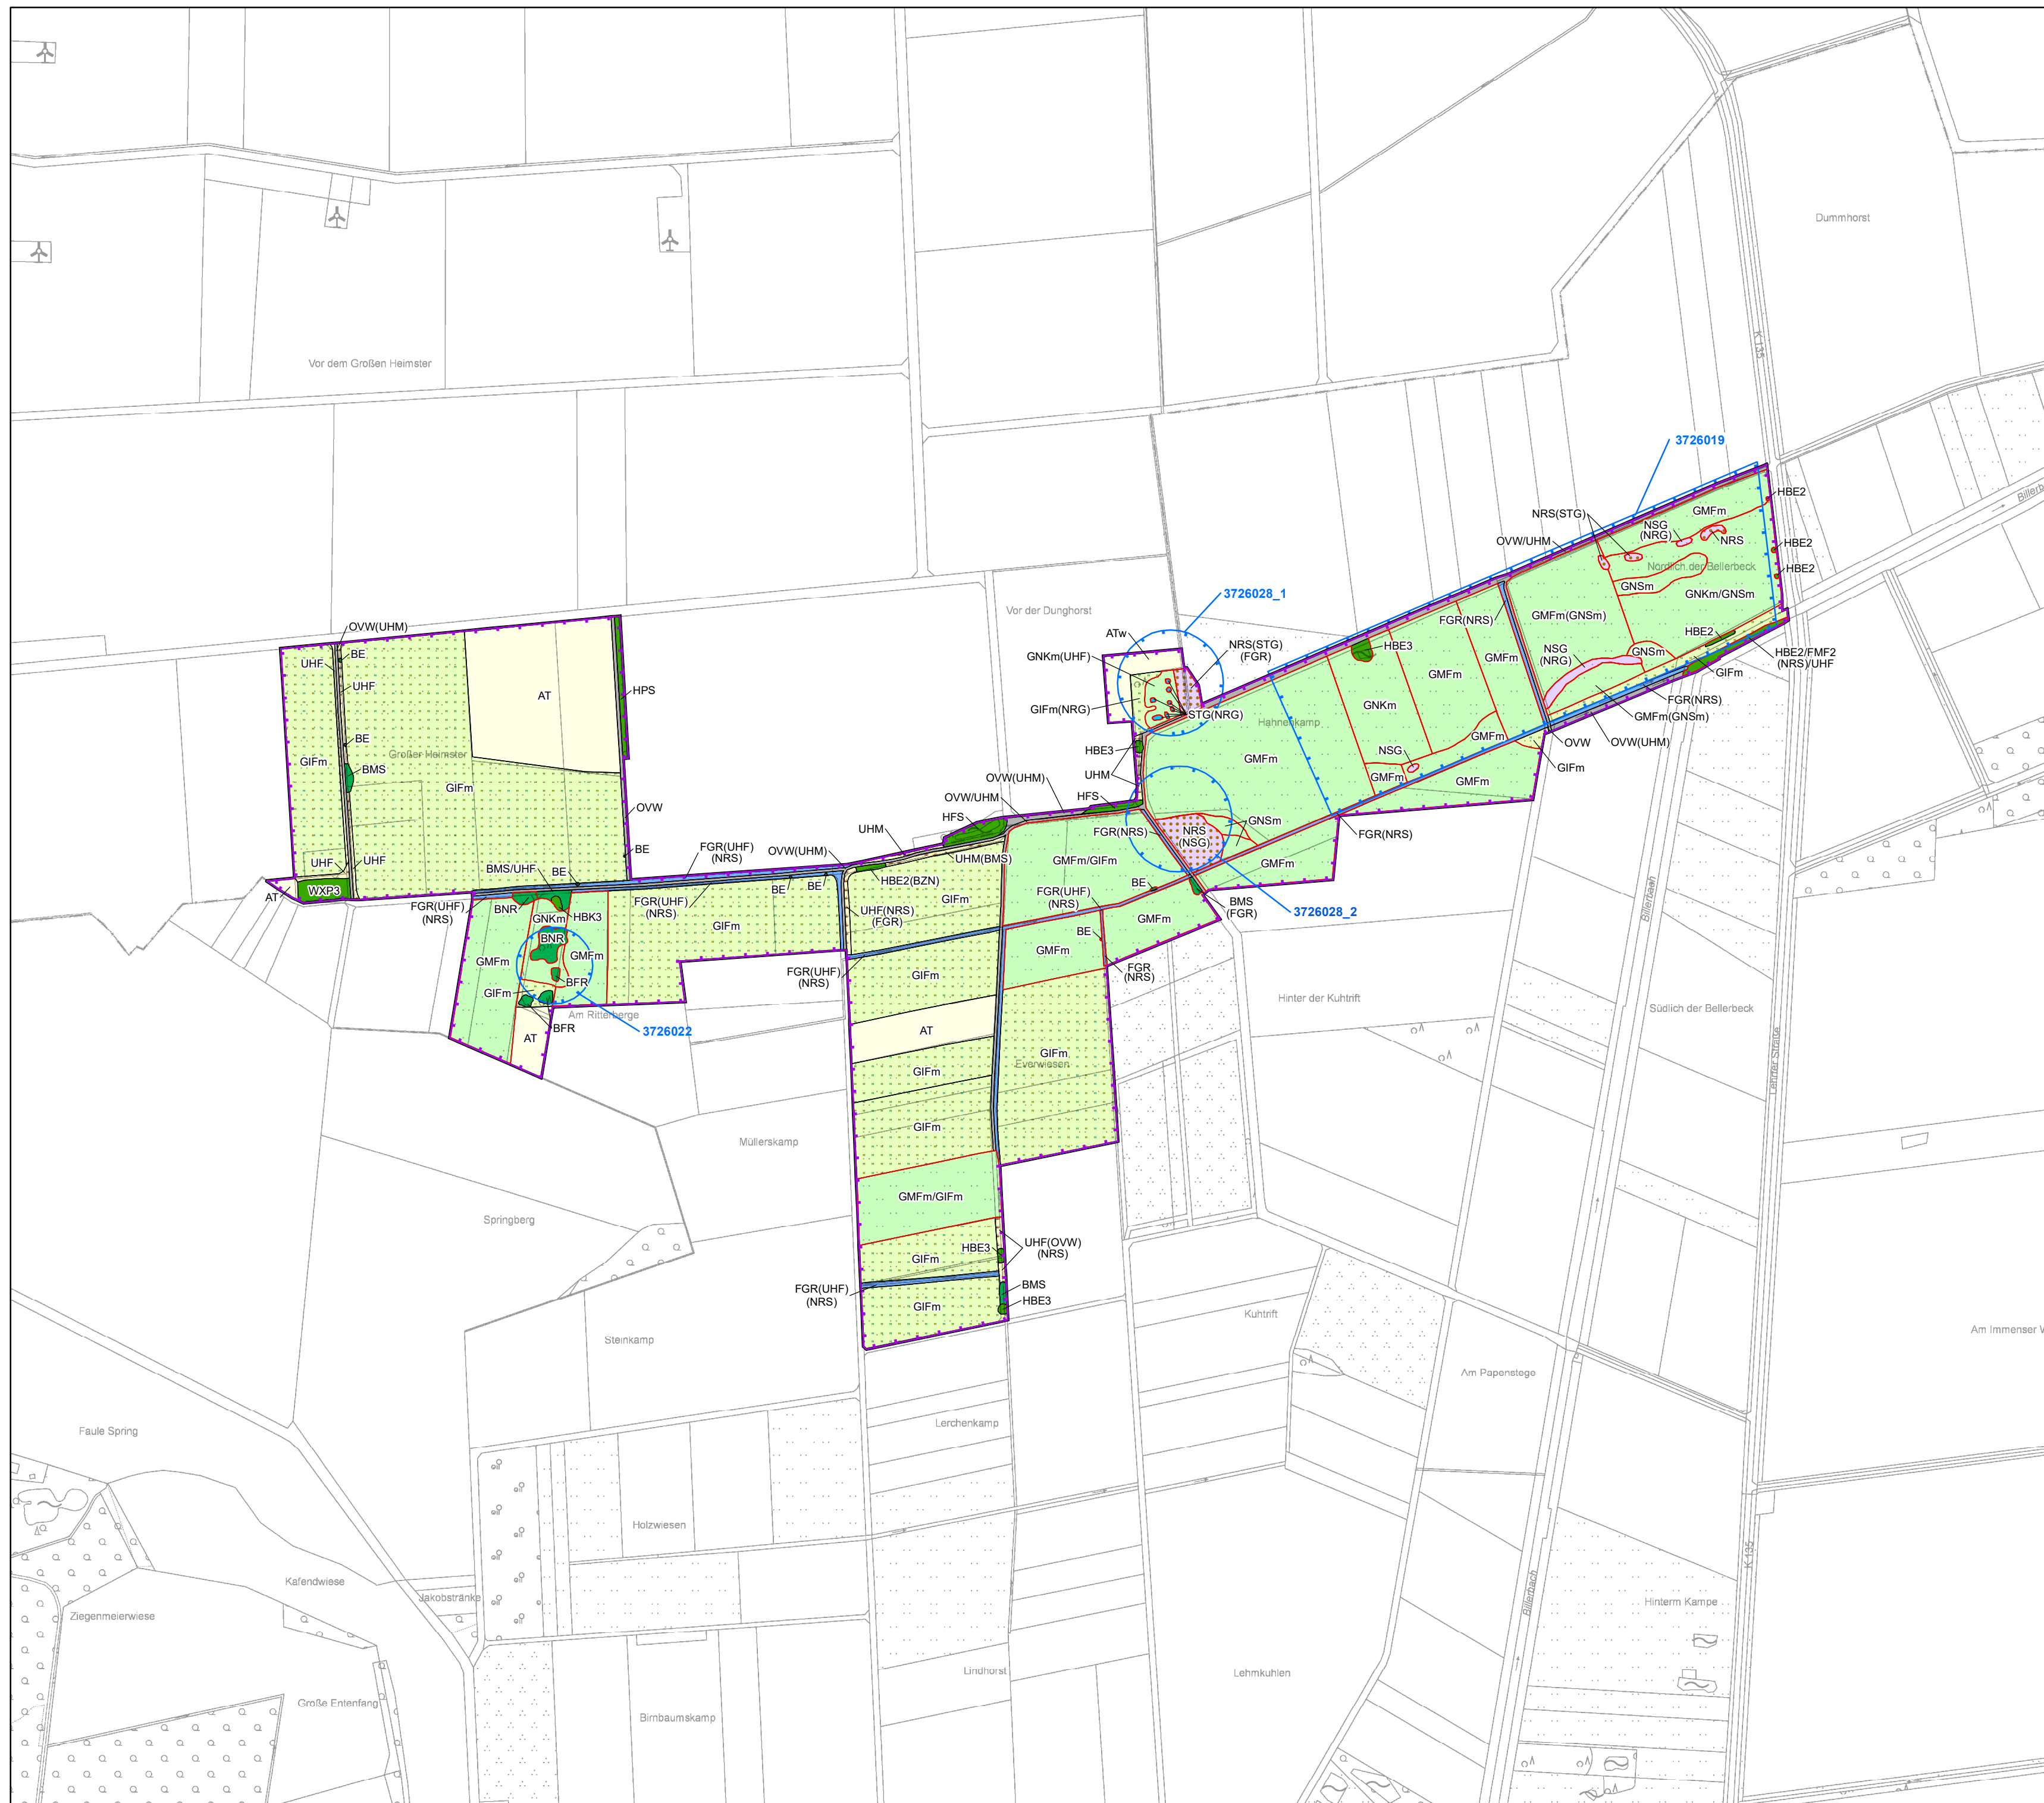 Dummhorst
K 135
Vor dem Großen Heimster
3726019
HBE2
GMFm
NRS(STG)
NSG
(NRG)
NRS
OVW/UHM
HBE2
Nördlich der Bellerbeck
HBE2
GNSm
GNKm/GNSm
3726028_1
Vor der Dunghorst
FGR(NRS)
GMFm(GNSm)
ATw
NRS(STG)
(FGR)
GNKm(UHF)
HBE3
HBE2
HBE2/FMF2
(NRS)/UHF
GNSm
NSG
(NRG)
GMFm
GMFm
GIFm
OVW(UHM)
BE
UHF
UHF
HPS
AT
GNKm
FGR(NRS)
GIFm(NRG)
STG(NRG)
GMFm(GNSm)
Hahnenkamp
GMFm
OVW
OVW(UHM)
BE
Großer Heimster
HBE3
NSG
GMFm
GIFm
GIFm
BMS
UHM
GMFm
GMFm
GIFm
OVW(UHM)
HFS
OVW/UHM
OVW
HFS
GNSm
NRS
(NSG)
FGR(NRS)
FGR(NRS)
UHM
OVW(UHM)
FGR(UHF)
(NRS)
BE
UHM(BMS)
GMFm/GIFm
GMFm
UHF
UHF
BMS/UHF
BE
HBE2(BZN)
BE
BE
BE
WXP3
AT
FGR(UHF)
(NRS)
BNR
HBK3
FGR(UHF)
(NRS)
GIFm
FGR(UHF)
(NRS)
BMS
(FGR)
3726028_2
Billerbach
GNKm
UHF(NRS)
(FGR)
GMFm
GIFm
BE
BNR
GMFm
GMFm
GMFm
FGR(UHF)
(NRS)
GIFm
FGR
(NRS)
BFR
GIFm
Hinter der Kuhtrift
Südlich der Bellerbeck
Am Ritterberge
BFR
3726022
AT
AT
GIFm
Everwiesen
GIFm
Lehrter Straße
GIFm
Müllerskamp
GMFm/GIFm
Springberg
UHF(OVW)
(NRS)
HBE3
GIFm
FGR(UHF)
(NRS)
BMS
HBE3
GIFm
Kuhtrift
Steinkamp
Am Immenser W
Am Papenstege
Lerchenkamp
Faule Spring
Holzwiesen
K 135
Kafendwiese
Jakobstränke
Billerbach
Hinterm Kampe
Ziegenmeierwiese
Lindhorst
Lehmkuhlen
Große Entenfang
Birnbaumskamp